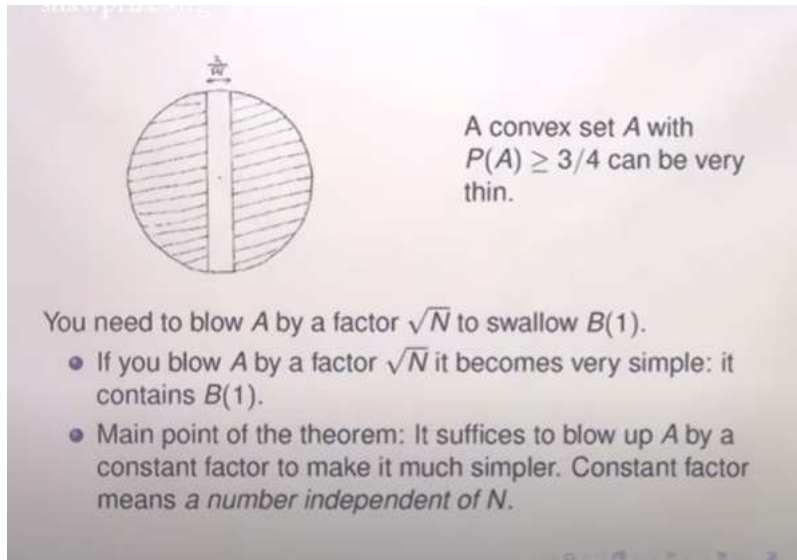 A convex set A with
P(A) ≥ 3/4 can be very
thin.
You need to blow A by a factor √N to swallow B(1).
If you blow A by a factor √N it becomes very simple: it
contains B(1).
Main point of the theorem: It suffices to blow up A by a
constant factor to make it much simpler. Constant factor
means a number independent of N.